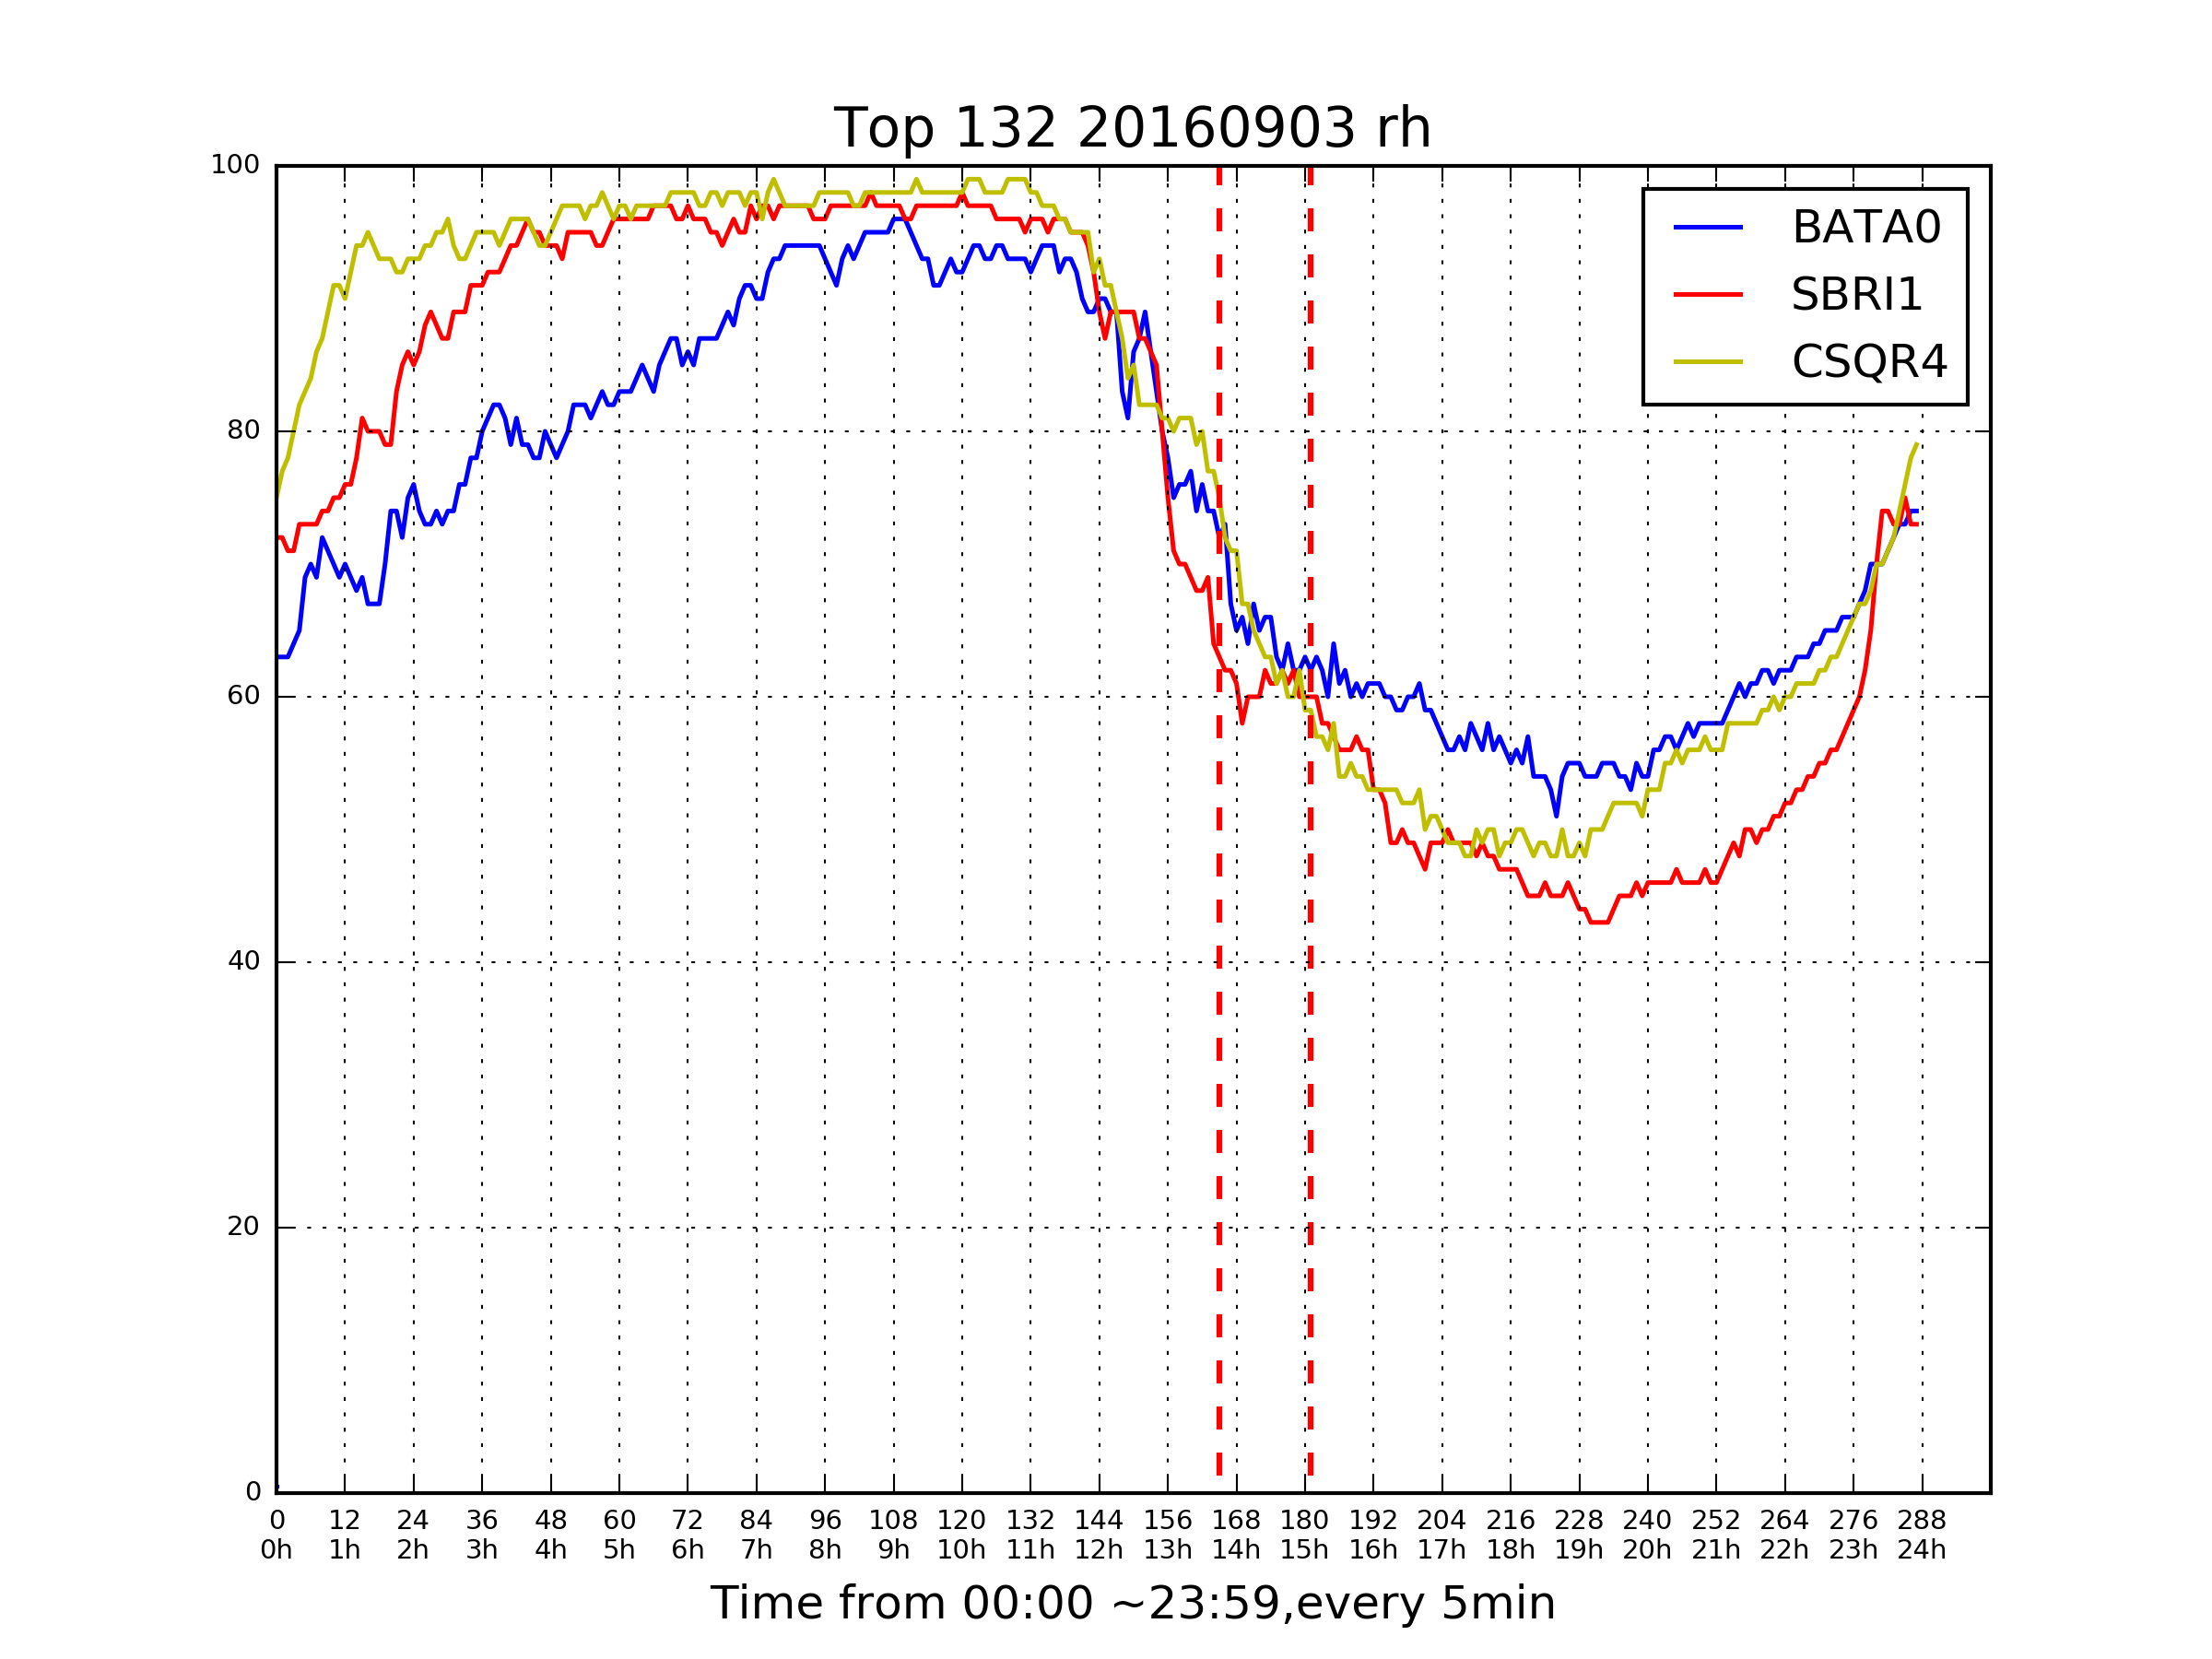 Top 132 20160903 rh
100
80
60
40
20
0
BATA0
SBRI1
CSQR4
0 12 24 36 48 60 72 84 96 108 120 132 144 156 168 180 192 204 216 228 240 252 264 276 288
0h 1h 2h 3h 4h 5h 6h 7h 8h 9h 10h 11h 12h 13h 14h 15h 16h 17h 18h 19h 20h 21h 22h 23h 24h
Time from 00:00 ~23:59,every 5min